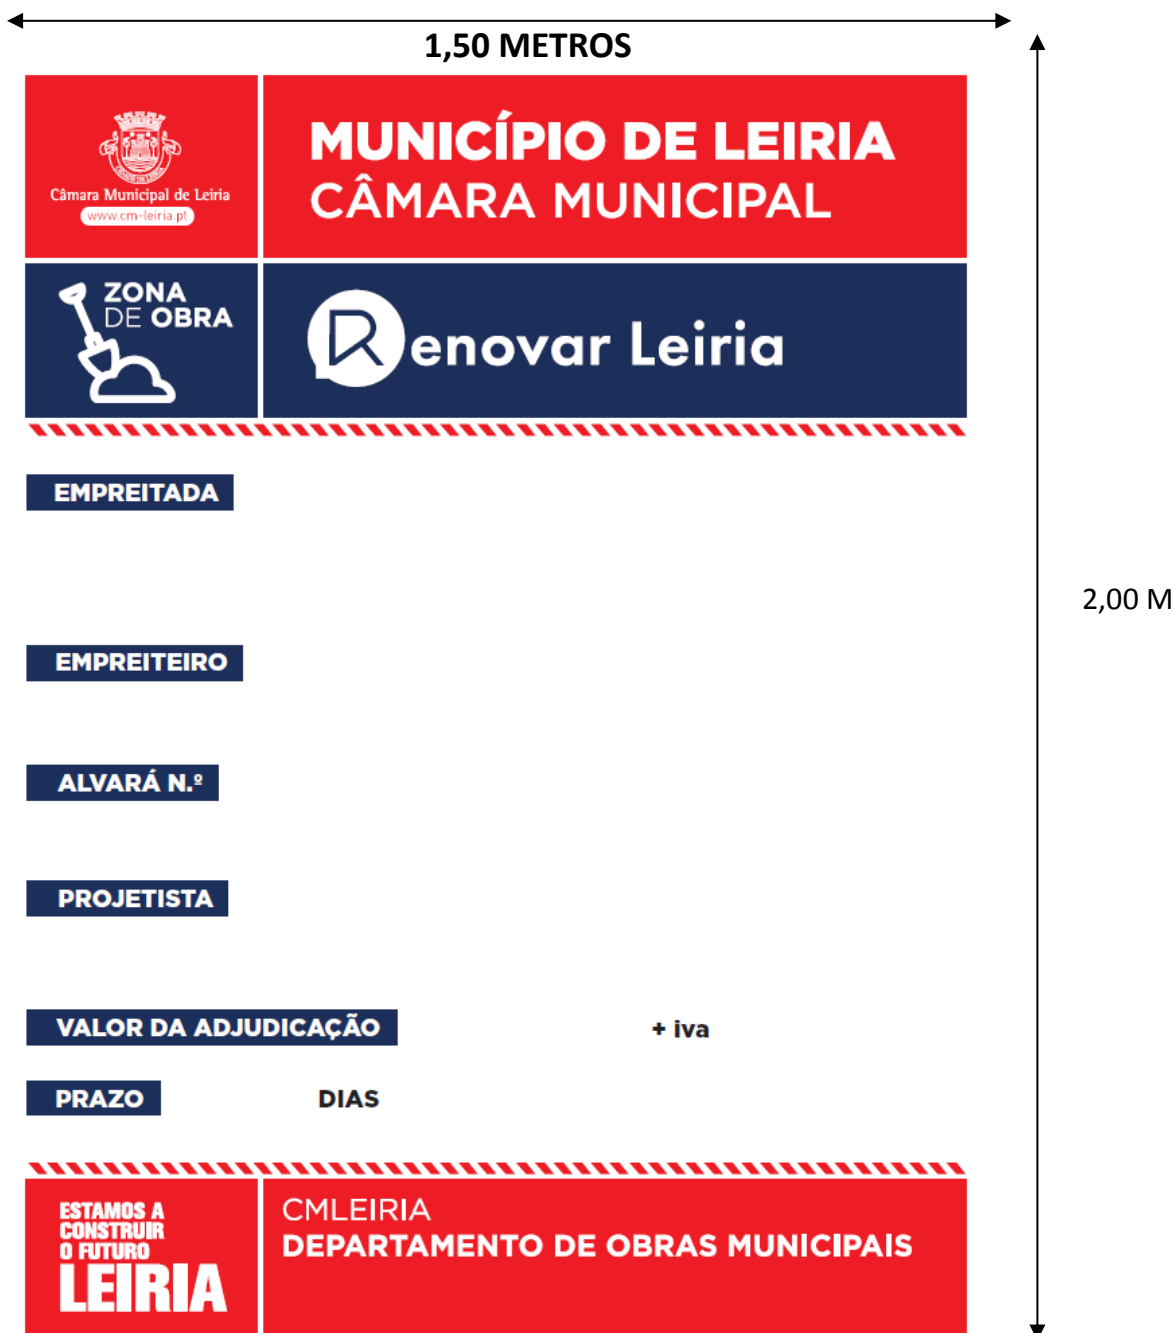 1,50 METROS
Câmara Municipal de Leiria
www.cm-leiria.pt
MUNICÍPIO DE LEIRIA
CÂMARA MUNICIPAL
ZONA
DE OBRA
Renovar Leiria
EMPREITADA
2,00 M
EMPREITEIRO
ALVARÁ N.º
PROJETISTA
VALOR DA ADJUDICAÇÃO + iva
PRAZO DIAS
ESTAMOS A
CONSTRUIR
O FUTURO
LEIRIA
CMLEIRIA
DEPARTAMENTO DE OBRAS MUNICIPAIS